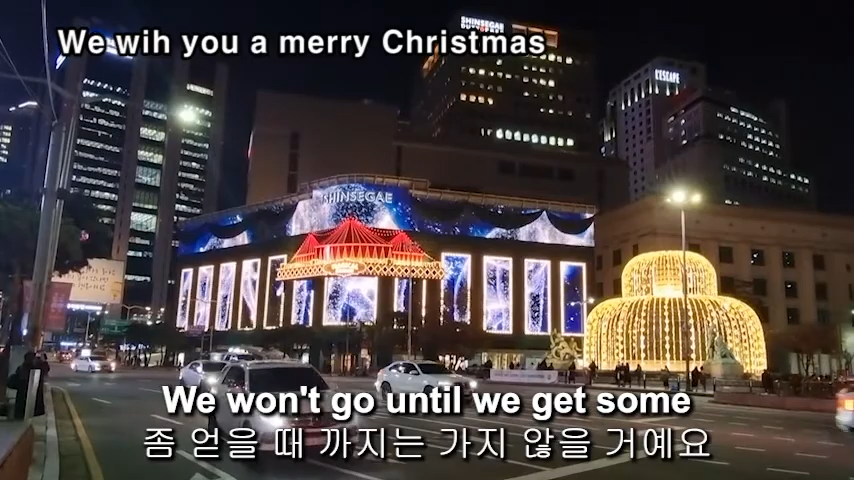 We wih you a merry Christmas
SHINSEGAE
L'ESCAPE
SHINSEGAE
We won't go until we get some
좀 얻을 때 까지는 가지 않을 거예요